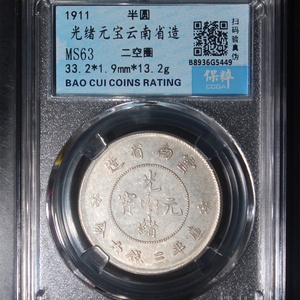 1911 半圆
光绪元宝云南省造
MS63 二空圈
33.2*1.9mm*13.2g
BAO CUI COINS RATING
扫码验真伪
B8936G5449
保粹
CCGA
造省南雲
光緒元寶
庫平三錢六分